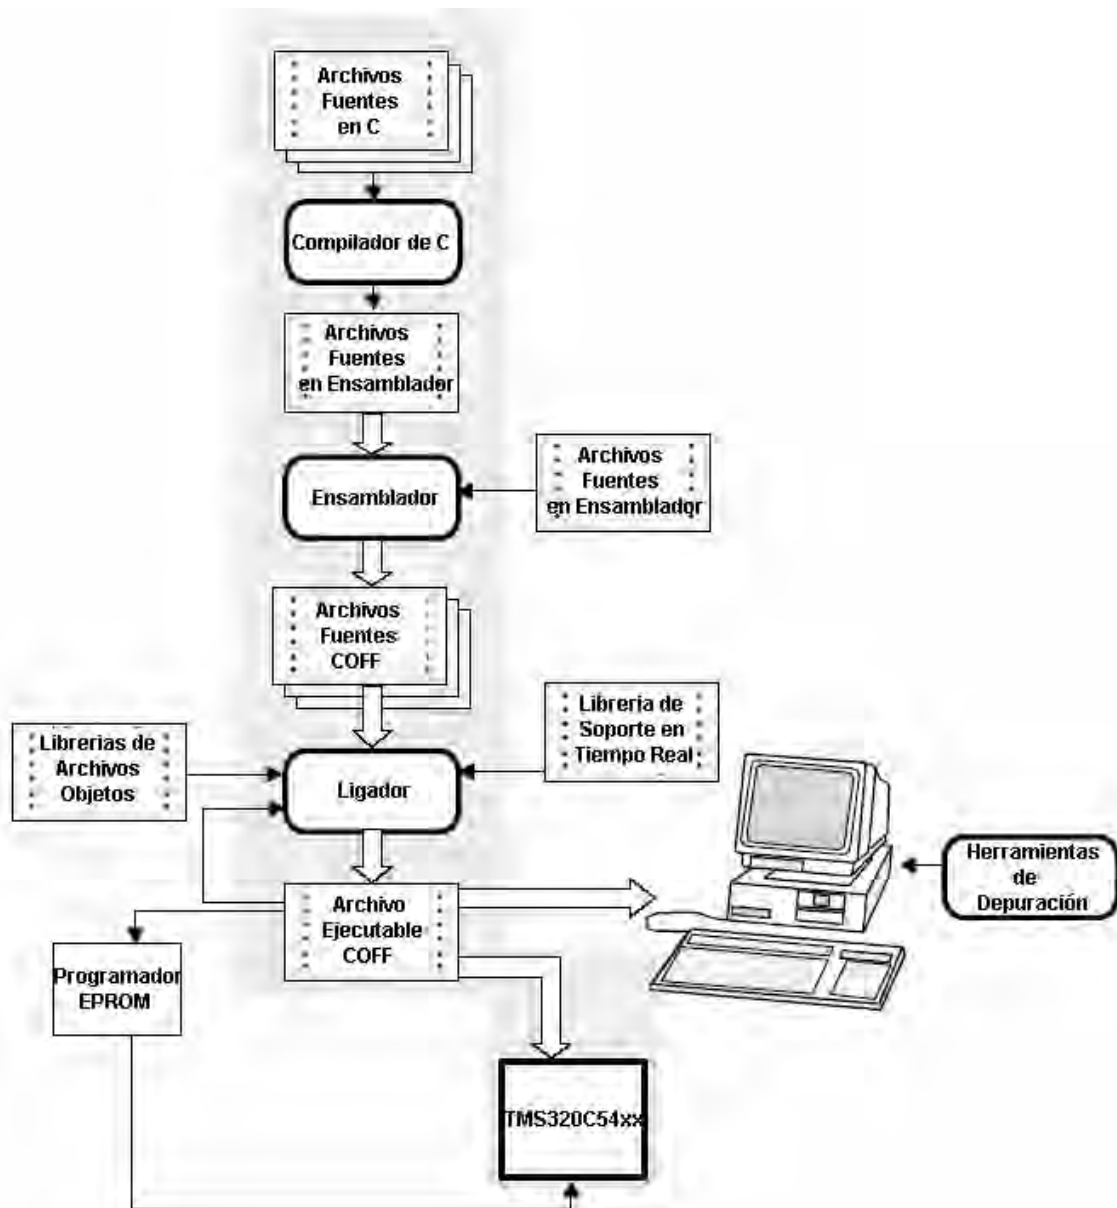 Archivos
Fuentes
en C
Compilador de C
Archivos
Fuentes
en Ensamblador
Ensamblador
Archivos
Fuentes
en Ensamblador
Archivos
Fuentes
COFF
Librerias de
Archivos
Objetos
Librería de
Soporte en
Tiempo Real
Ligador
Herramientas
de
Depuración
Archivo
Ejecutable
COFF
Programador
EPROM
TMS320C54xx